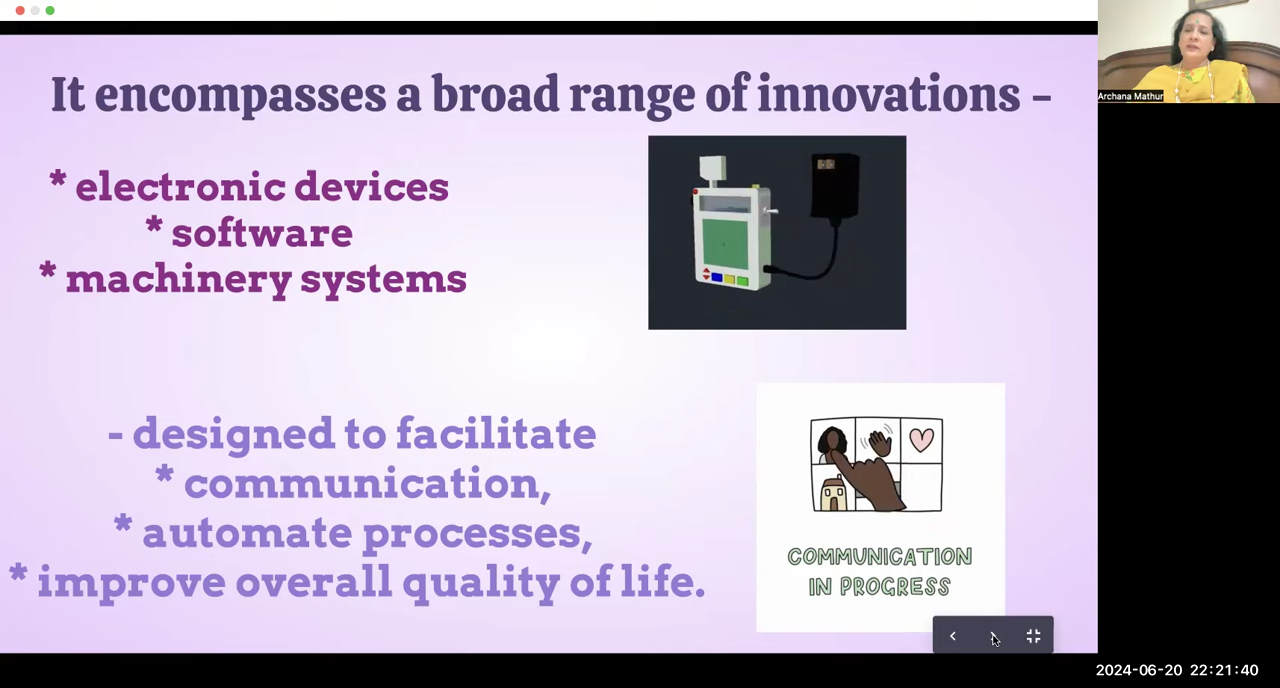 It encompasses a broad range of innovations -
* electronic devices
* software
* machinery systems
- designed to facilitate
* communication,
* automate processes,
* improve overall quality of life.
COMMUNICATION
IN PROGRESS
Archana Mathur
2024-06-20 22:21:40